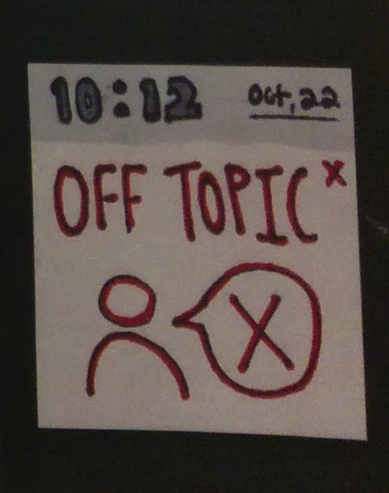 10:12 Oct, 22
OFF TOPIC x
X